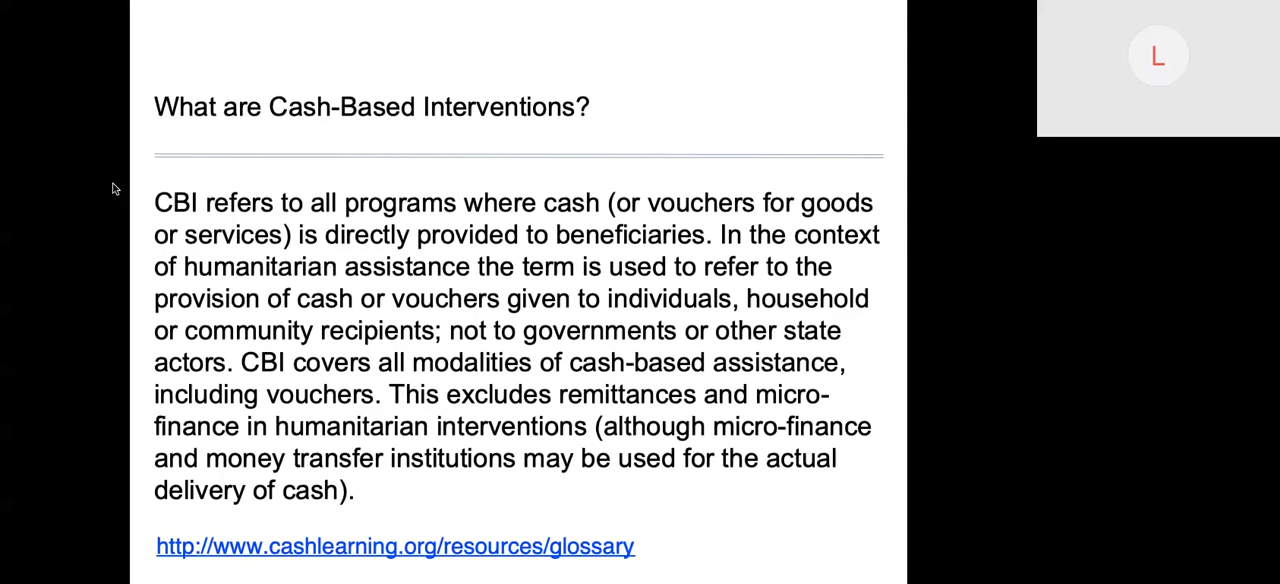 What are Cash-Based Interventions?
CBI refers to all programs where cash (or vouchers for goods
or services) is directly provided to beneficiaries. In the context
of humanitarian assistance the term is used to refer to the
provision of cash or vouchers given to individuals, household
or community recipients; not to governments or other state
actors. CBI covers all modalities of cash-based assistance,
including vouchers. This excludes remittances and micro-
finance in humanitarian interventions (although micro-finance
and money transfer institutions may be used for the actual
delivery of cash).
http://www.cashlearning.org/resources/glossary
L